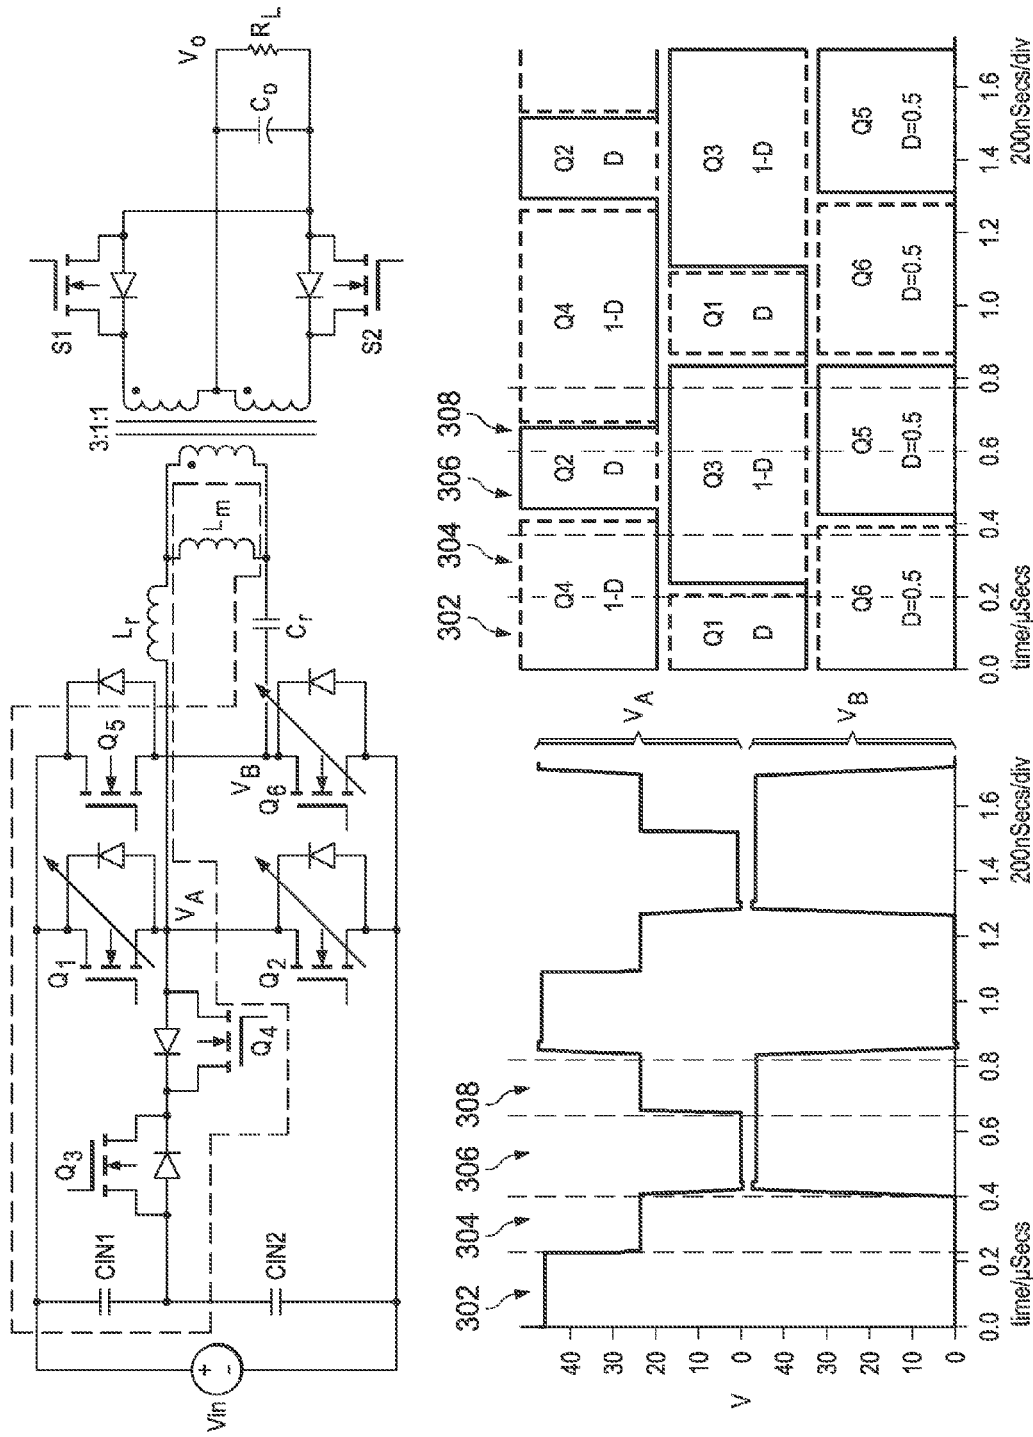 Vin
+
-
CIN1
CIN2
Q3
Q4
Q1
Q2
VA
Q5
Q6
VB
Lr
Cr
Lm
3:1:1
S1
S2
Vo
Co
RL
302
304
306
308
V
40
30
20
10
0
30
20
10
0
VA
VB
0.0
0.2
0.4
0.6
0.8
1.0
1.2
1.4
1.6
time/µSecs
200nSecs/div
302
304
306
308
Q4
1-D
Q2
D
Q4
1-D
Q2
D
Q1
D
Q3
1-D
Q1
D
Q3
1-D
Q6
D=0.5
Q5
D=0.5
Q6
D=0.5
Q5
D=0.5
0.0
0.2
0.4
0.6
0.8
1.0
1.2
1.4
1.6
time/µSecs
200nSecs/div